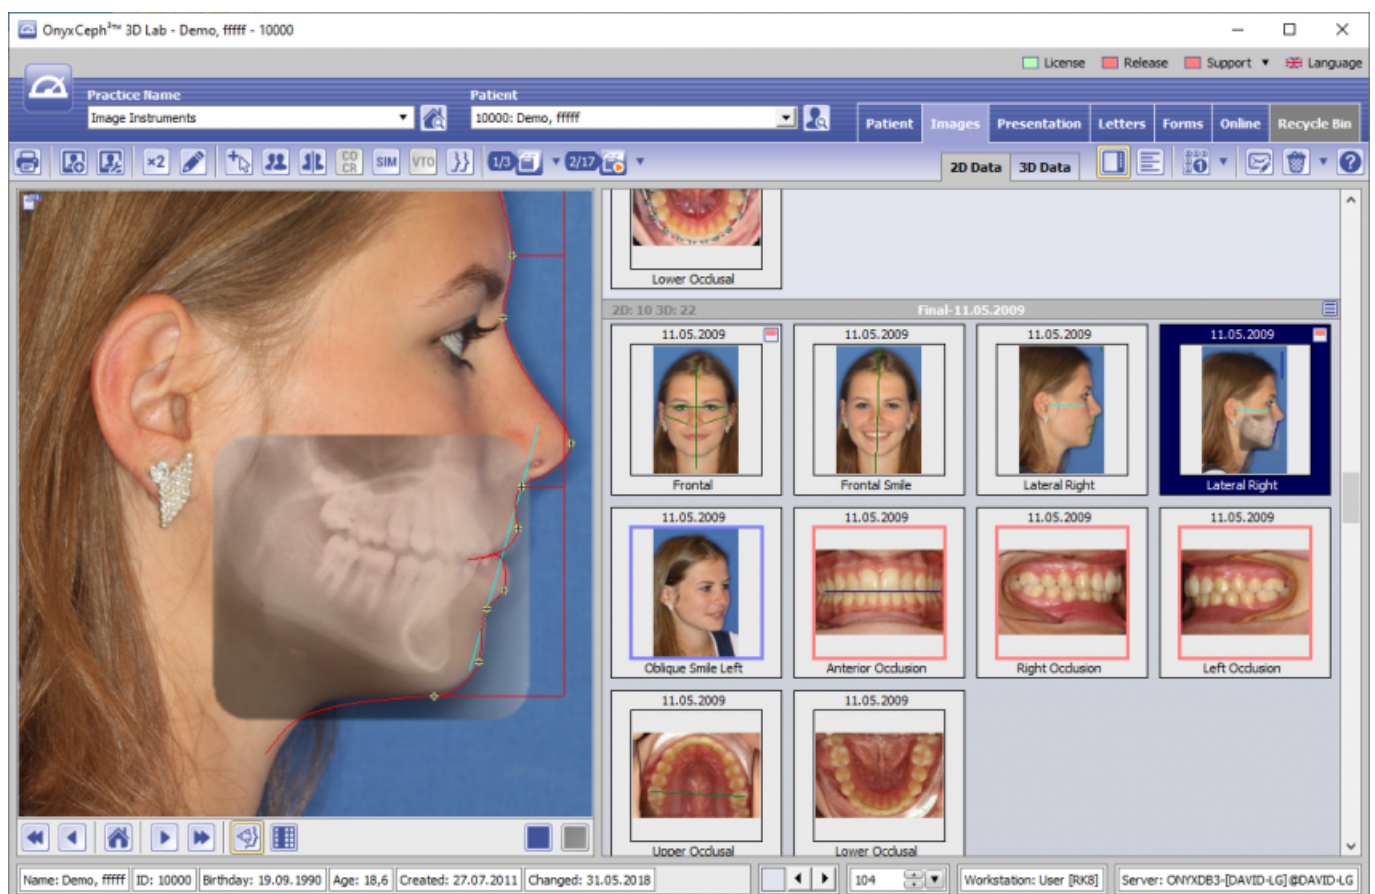 OnyxCeph³™ 3D Lab - Demo, fffff - 10000
License Release Support Language
Practice Name Patient
Image Instruments 10000: Demo, fffff
Patient Images Presentation Letters Forms Online Recycle Bin
×2 CO CR SIM VTO 1/3 2/17
2D Data 3D Data
Lower Occlusal
2D: 10 3D: 22 Final-11.05.2009
11.05.2009 11.05.2009 11.05.2009 11.05.2009
Frontal Frontal Smile Lateral Right Lateral Right
11.05.2009 11.05.2009 11.05.2009 11.05.2009
Oblique Smile Left Anterior Occlusion Right Occlusion Left Occlusion
11.05.2009 11.05.2009
Upper Occlusal Lower Occlusal
Name: Demo, fffff ID: 10000 Birthday: 19.09.1990 Age: 18,6 Created: 27.07.2011 Changed: 31.05.2018 104 Workstation: User [RK8] Server: ONYXDB3-[DAVID-LG]@DAVID-LG